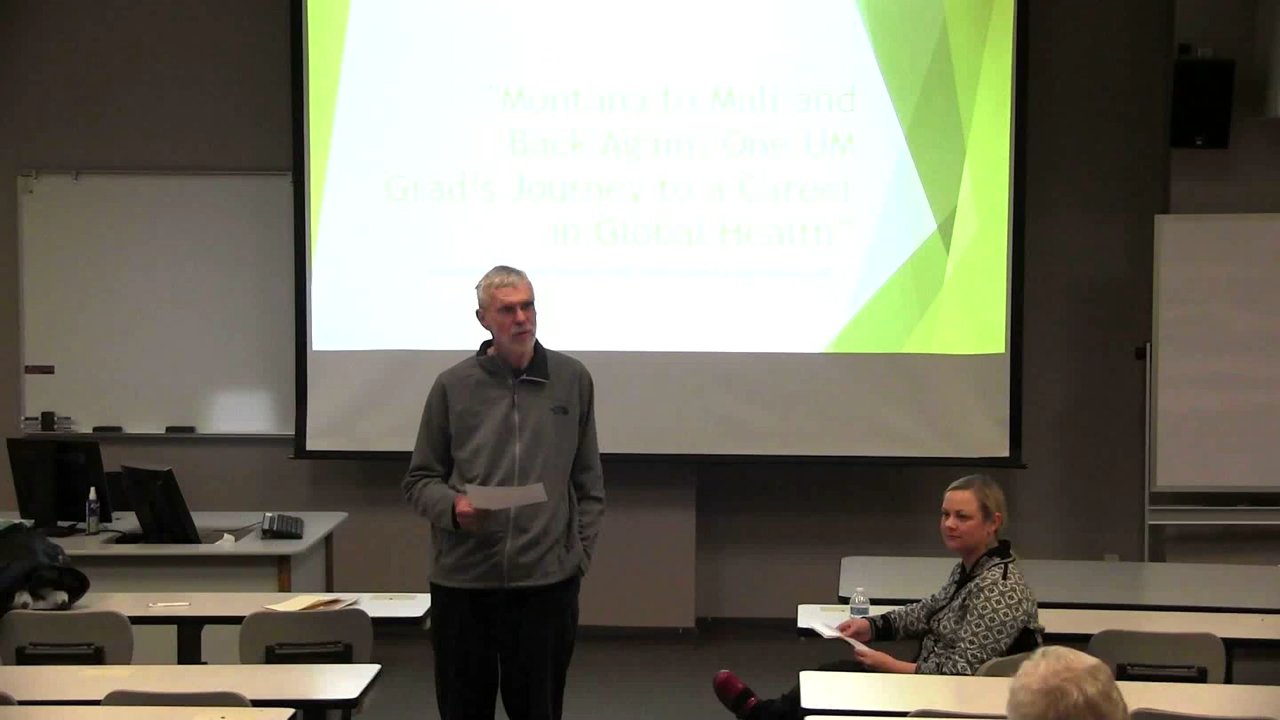 "Montana to Mali and
Back Again: One UM
Grad's Journey to a Career
in Global Health"